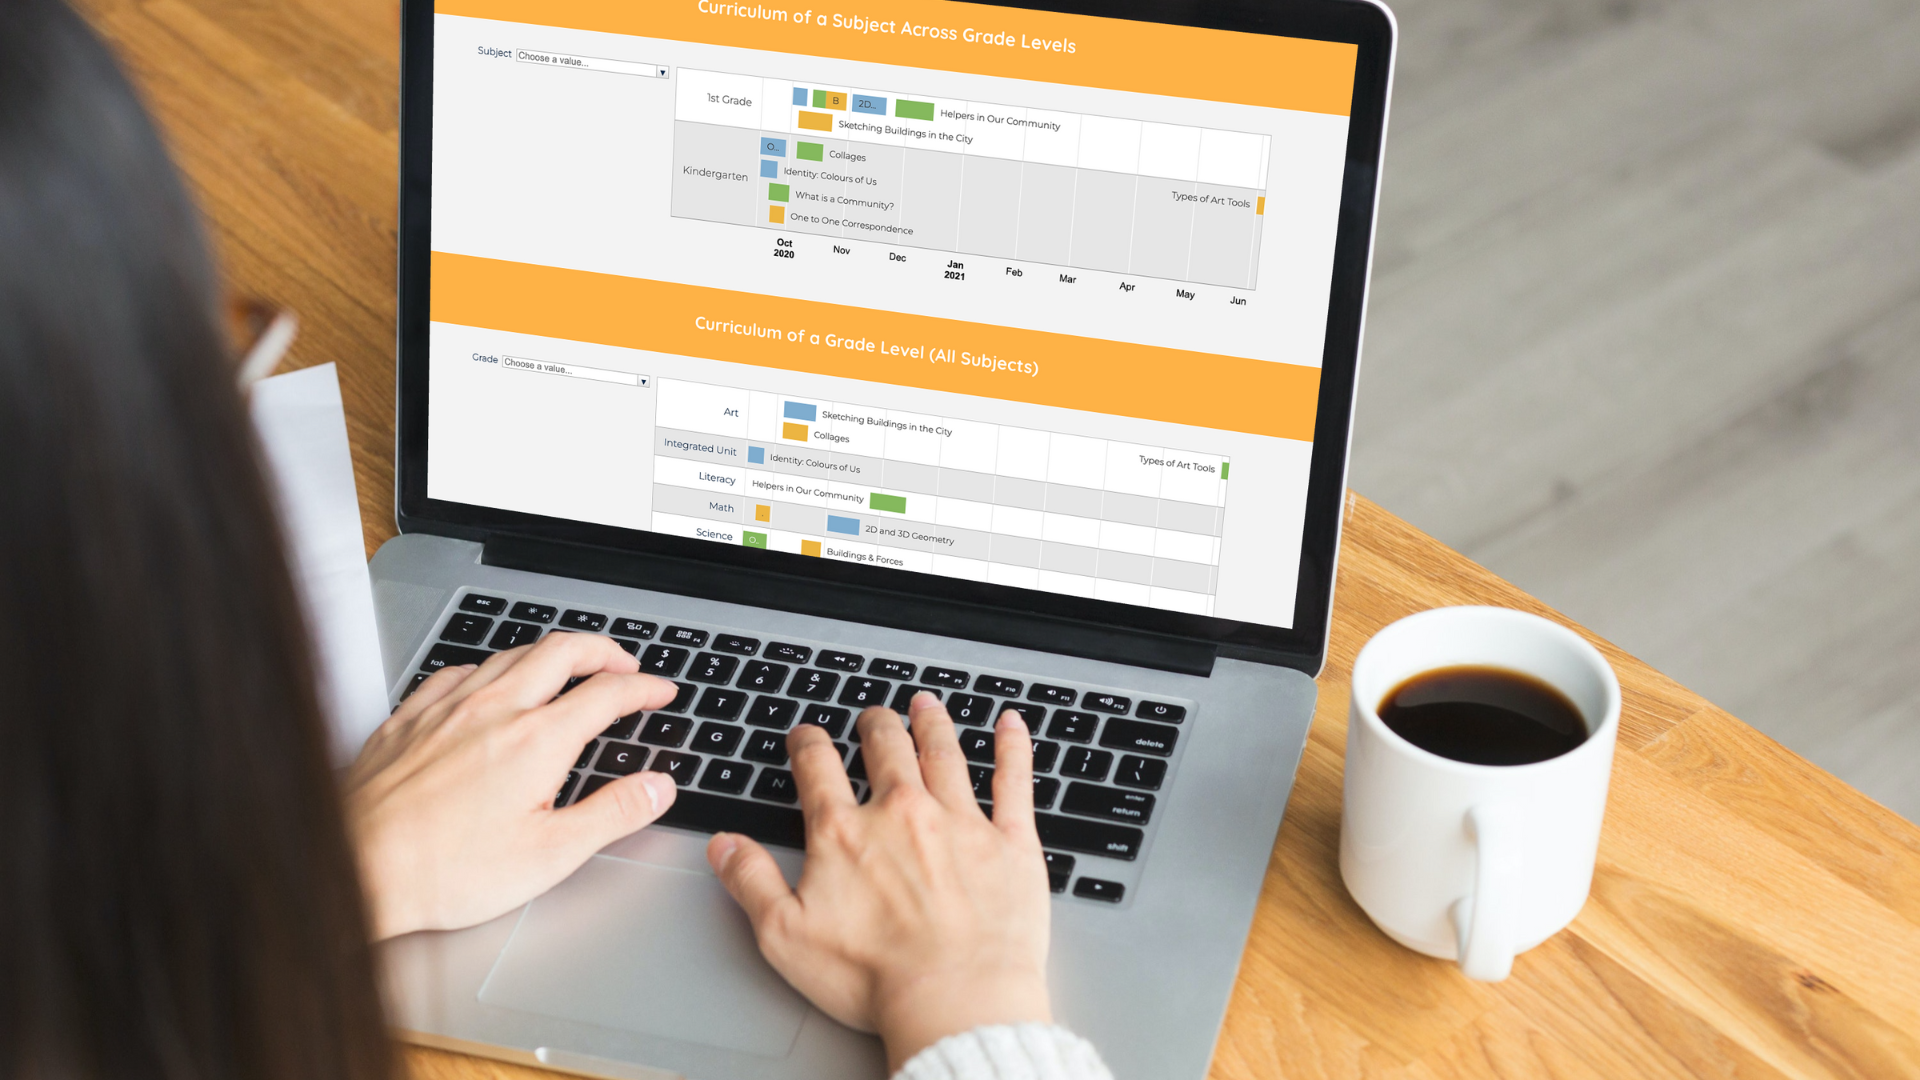 Curriculum of a Subject Across Grade Levels
Subject
Choose a value...
1st Grade
B
2D...
Helpers in Our Community
Sketching Buildings in the City
Kindergarten
O...
Collages
Identity: Colours of Us
What is a Community?
One to One Correspondence
Types of Art Tools
Oct
2020
Nov
Dec
Jan
2021
Feb
Mar
Apr
May
Jun
Curriculum of a Grade Level (All Subjects)
Grade
Choose a value...
Art
Sketching Buildings in the City
Collages
Types of Art Tools
Integrated Unit
Identity: Colours of Us
Literacy
Helpers in Our Community
Math
2D and 3D Geometry
Science
O...
Buildings & Forces
esc
F1
F2
F3
F4
F5
F6
F7
F8
F9
F10
F11
F12
~
!
1
$
4
%
5
^
6
&
7
*
8
)
0
+
=
delete
tab
T
Y
U
P
}
]
\
F
G
H
enter
return
C
V
B
N
shift